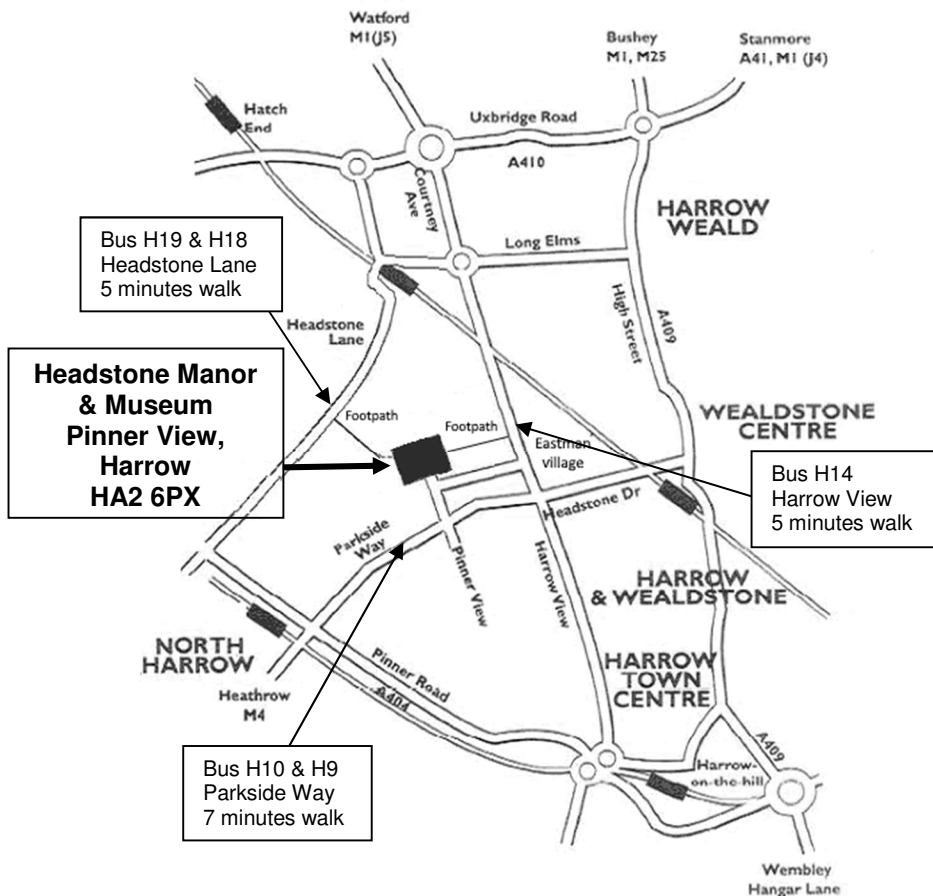 Watford
M1(J5)
Bushey
M1, M25
Stanmore
A41, M1 (J4)
Hatch
End
Uxbridge Road
A410
Courtney
Ave
HARROW
WEALD
Bus H19 & H18
Headstone Lane
5 minutes walk
Long Elms
High Street
A409
Headstone
Lane
Headstone Manor
& Museum
Pinner View,
Harrow
HA2 6PX
Footpath
Footpath
Eastman
village
WEALDSTONE
CENTRE
Bus H14
Harrow View
5 minutes walk
Headstone Dr
Parkside
Way
Pinner View
Harrow View
HARROW
& WEALDSTONE
NORTH
HARROW
Heathrow
M4
Pinner Road
A404
HARROW
TOWN
CENTRE
A409
Bus H10 & H9
Parkside Way
7 minutes walk
Harrow-
on-the-hill
Wembley
Hangar Lane